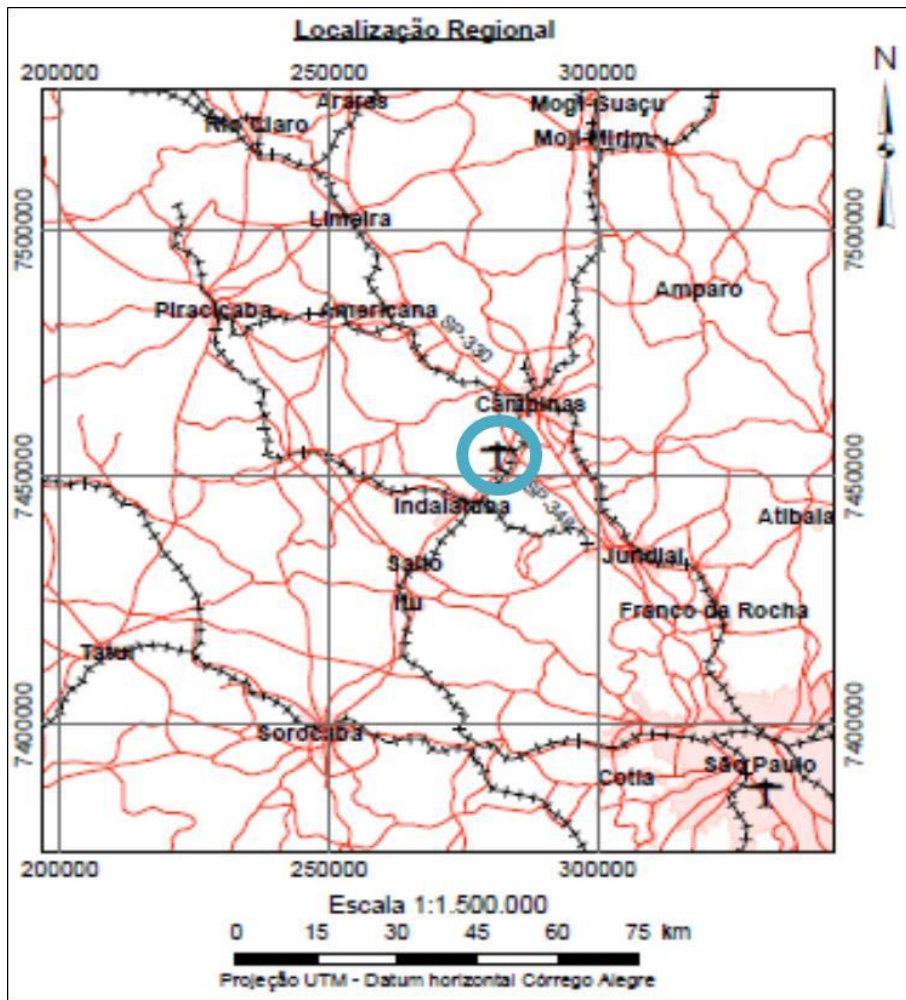 Localização Regional
N
200000 250000 300000
Araras
Mogi-Guaçu
Rio Claro
Moji-Mirim
Limeira
7500000
7500000
Amparo
Piracicaba
Americana
SP-330
Campinas
7450000
7450000
Indaiatuba
SP-348
Atibaia
Salto
Jundiaí
Itu
Franco da Rocha
Tatuí
7400000
7400000
Sorocaba
São Paulo
Cotia
200000 250000 300000
Escala 1:1.500.000
0 15 30 45 60 75 km
Projeção UTM - Datum horizontal Córrego Alegre